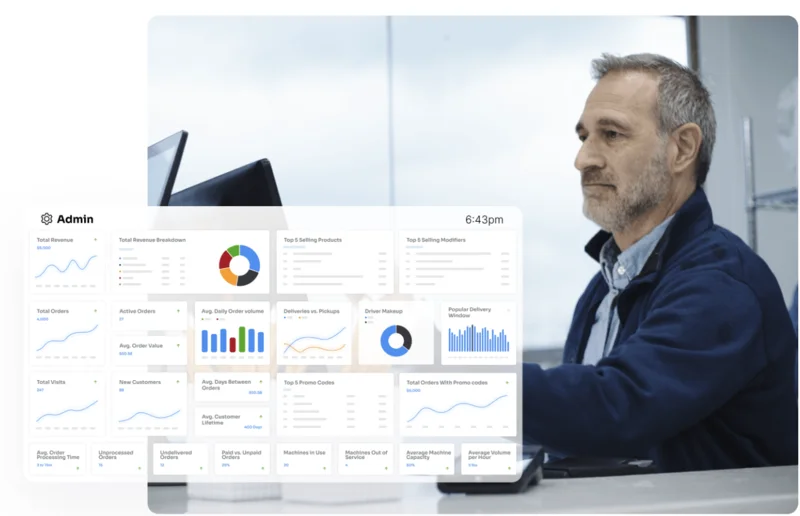 Admin
6:43pm
Total Revenue
Total Revenue Breakdown
Top 5 Selling Products
Top 5 Selling Modifiers
Total Orders
4,000
Active Orders
27
Avg. Order Value
Avg. Daily Order volume
Deliveries vs. Pickups
Driver Makeup
Popular Delivery
Window
Total Visits
New Customers
Avg. Days Between
Orders
Avg. Customer
Lifetime
Top 5 Promo Codes
Total Orders With Promo codes
Avg. Order
Processing Time
Unprocessed
Orders
Undelivered
Orders
Paid vs. Unpaid
Orders
Machines in Use
Machines Out of
Service
Average Machine
Capacity
Average Volume
per Hour